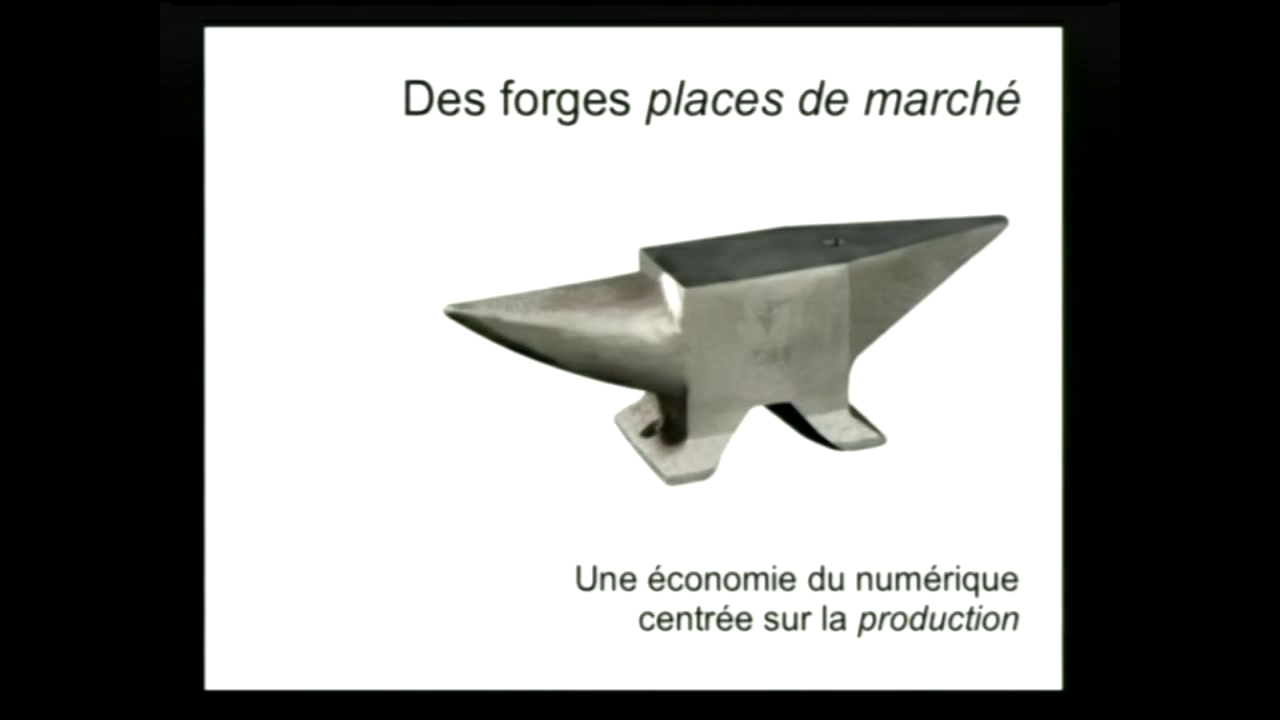 Des forges places de marché
Une économie du numérique
centrée sur la production